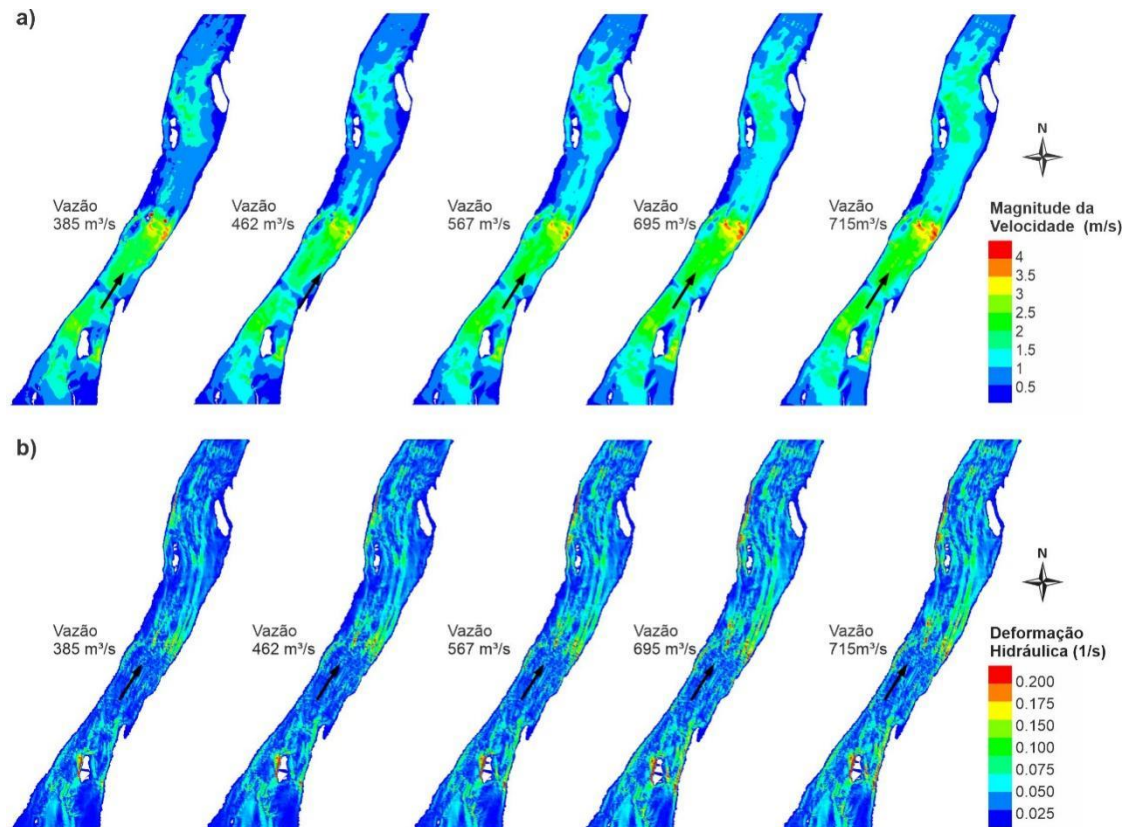 a)
N
Vazão
385 m³/s
Vazão
462 m³/s
Vazão
567 m³/s
Vazão
695 m³/s
Vazão
715m³/s
Magnitude da
Velocidade (m/s)
4
3.5
3
2.5
2
1.5
1
0.5
b)
N
Vazão
385 m³/s
Vazão
462 m³/s
Vazão
567 m³/s
Vazão
695 m³/s
Vazão
715m³/s
Deformação
Hidráulica (1/s)
0.200
0.175
0.150
0.100
0.075
0.050
0.025